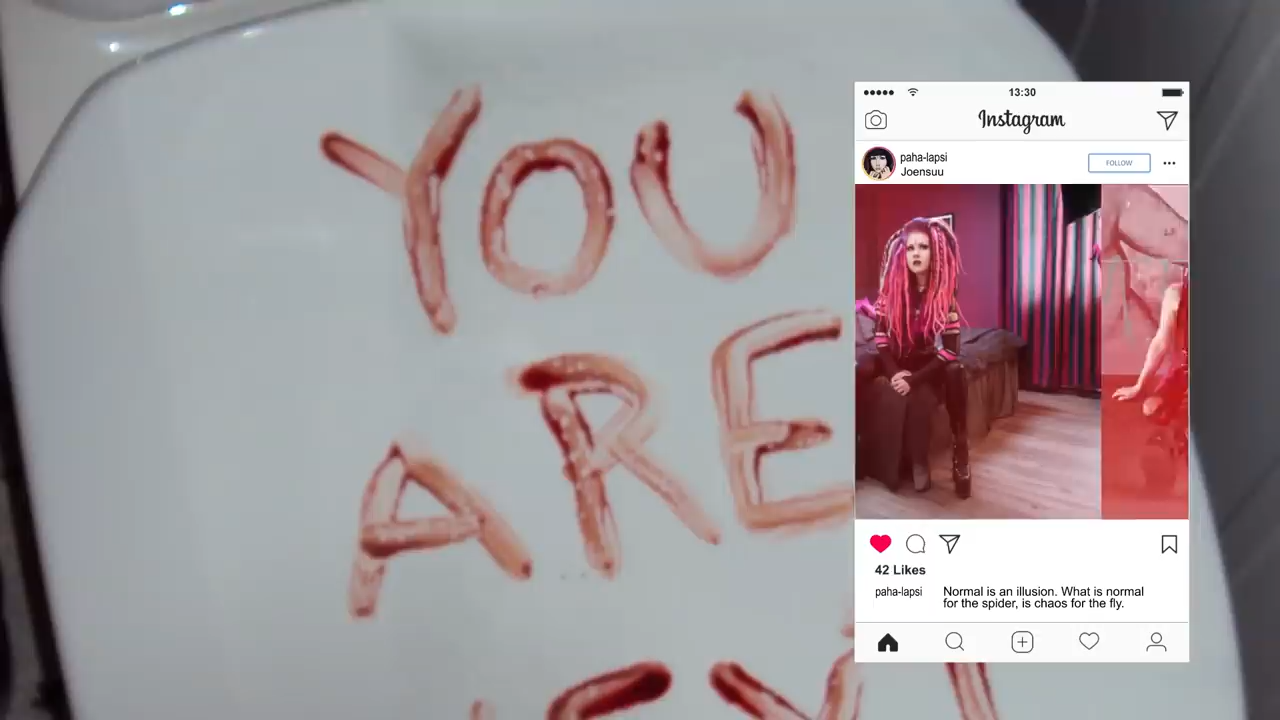 YOU
ARE
13:30
Instagram
paha-lapsi
FOLLOW
Joensuu
42 Likes
paha-lapsi
Normal is an illusion. What is normal
for the spider, is chaos for the fly.